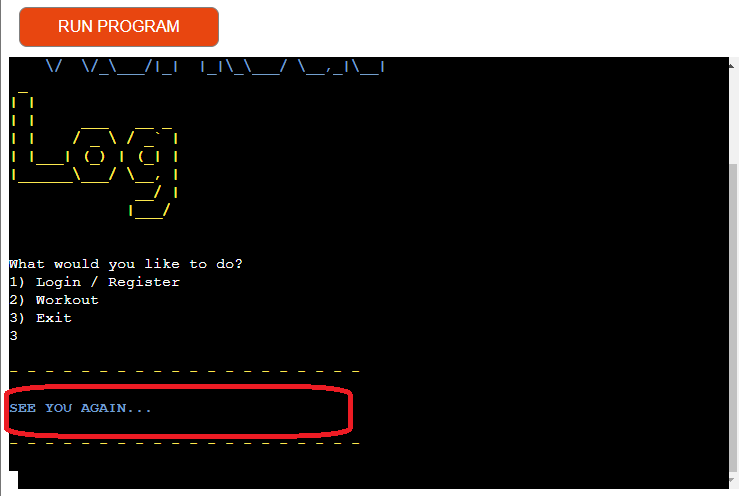 RUN PROGRAM
Log
What would you like to do?
1) Login / Register
2) Workout
3) Exit
3
- - - - - - - - - - - - - - - - - - - -
SEE YOU AGAIN...
- - - - - - - - - - - - - - - - - - - -